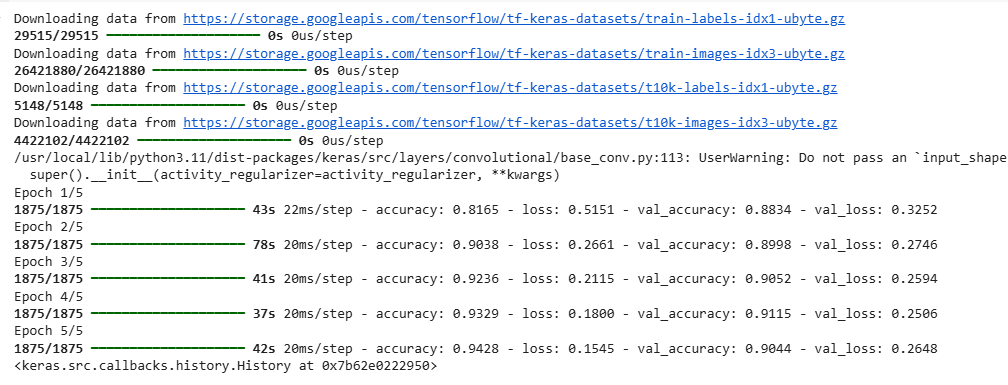 Downloading data from https://storage.googleapis.com/tensorflow/tf-keras-datasets/train-labels-idx1-ubyte.gz
29515/29515 ━━━━━━━━━━━━━━━━━━━━ 0s 0us/step
Downloading data from https://storage.googleapis.com/tensorflow/tf-keras-datasets/train-images-idx3-ubyte.gz
26421880/26421880 ━━━━━━━━━━━━━━━━━━━━ 0s 0us/step
Downloading data from https://storage.googleapis.com/tensorflow/tf-keras-datasets/t10k-labels-idx1-ubyte.gz
5148/5148 ━━━━━━━━━━━━━━━━━━━━ 0s 0us/step
Downloading data from https://storage.googleapis.com/tensorflow/tf-keras-datasets/t10k-images-idx3-ubyte.gz
4422102/4422102 ━━━━━━━━━━━━━━━━━━━━ 0s 0us/step
/usr/local/lib/python3.11/dist-packages/keras/src/layers/convolutional/base_conv.py:113: UserWarning: Do not pass an `input_shape
  super().__init__(activity_regularizer=activity_regularizer, **kwargs)
Epoch 1/5
1875/1875 ━━━━━━━━━━━━━━━━━━━━ 43s 22ms/step - accuracy: 0.8165 - loss: 0.5151 - val_accuracy: 0.8834 - val_loss: 0.3252
Epoch 2/5
1875/1875 ━━━━━━━━━━━━━━━━━━━━ 78s 20ms/step - accuracy: 0.9038 - loss: 0.2661 - val_accuracy: 0.8998 - val_loss: 0.2746
Epoch 3/5
1875/1875 ━━━━━━━━━━━━━━━━━━━━ 41s 20ms/step - accuracy: 0.9236 - loss: 0.2115 - val_accuracy: 0.9052 - val_loss: 0.2594
Epoch 4/5
1875/1875 ━━━━━━━━━━━━━━━━━━━━ 37s 20ms/step - accuracy: 0.9329 - loss: 0.1800 - val_accuracy: 0.9115 - val_loss: 0.2506
Epoch 5/5
1875/1875 ━━━━━━━━━━━━━━━━━━━━ 42s 20ms/step - accuracy: 0.9428 - loss: 0.1545 - val_accuracy: 0.9044 - val_loss: 0.2648
<keras.src.callbacks.history.History at 0x7b62e0222950>